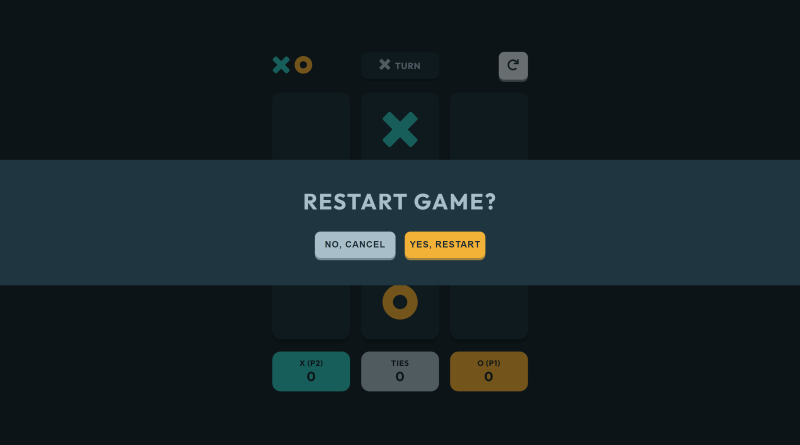 TURN
RESTART GAME?
NO, CANCEL
YES, RESTART
X (P2)
0
TIES
0
O (P1)
0